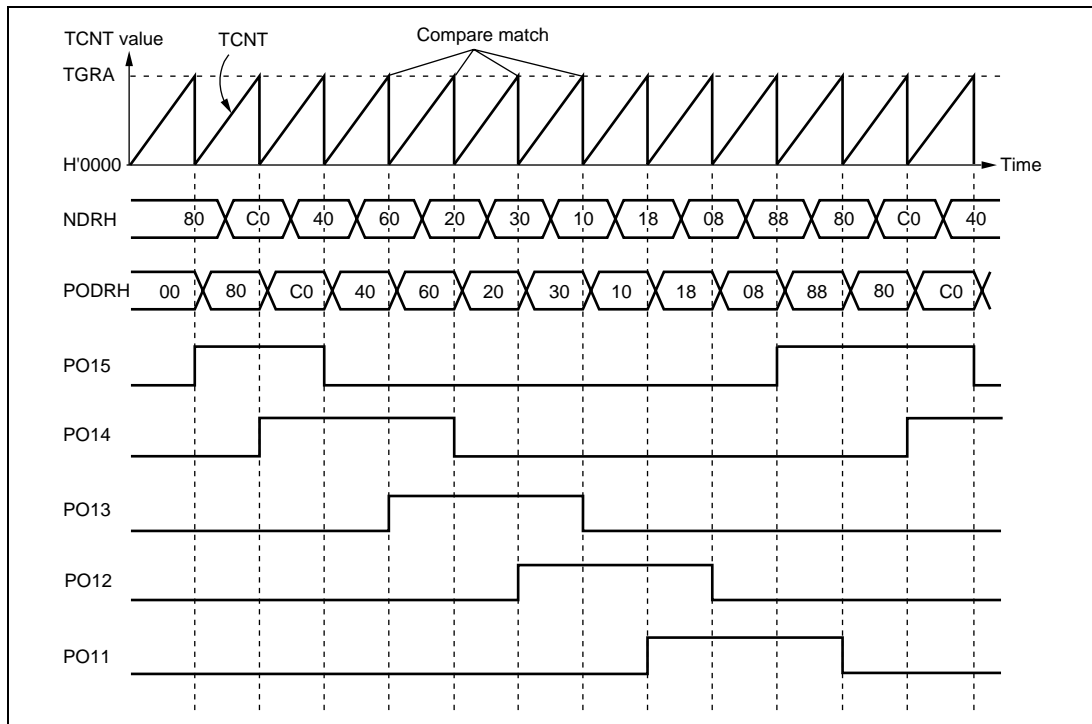 TCNT value
TCNT
Compare match
TGRA
H'0000
Time
NDRH
80 C0 40 60 20 30 10 18 08 88 80 C0 40
PODRH
00 80 C0 40 60 20 30 10 18 08 88 80 C0
PO15
PO14
PO13
PO12
PO11